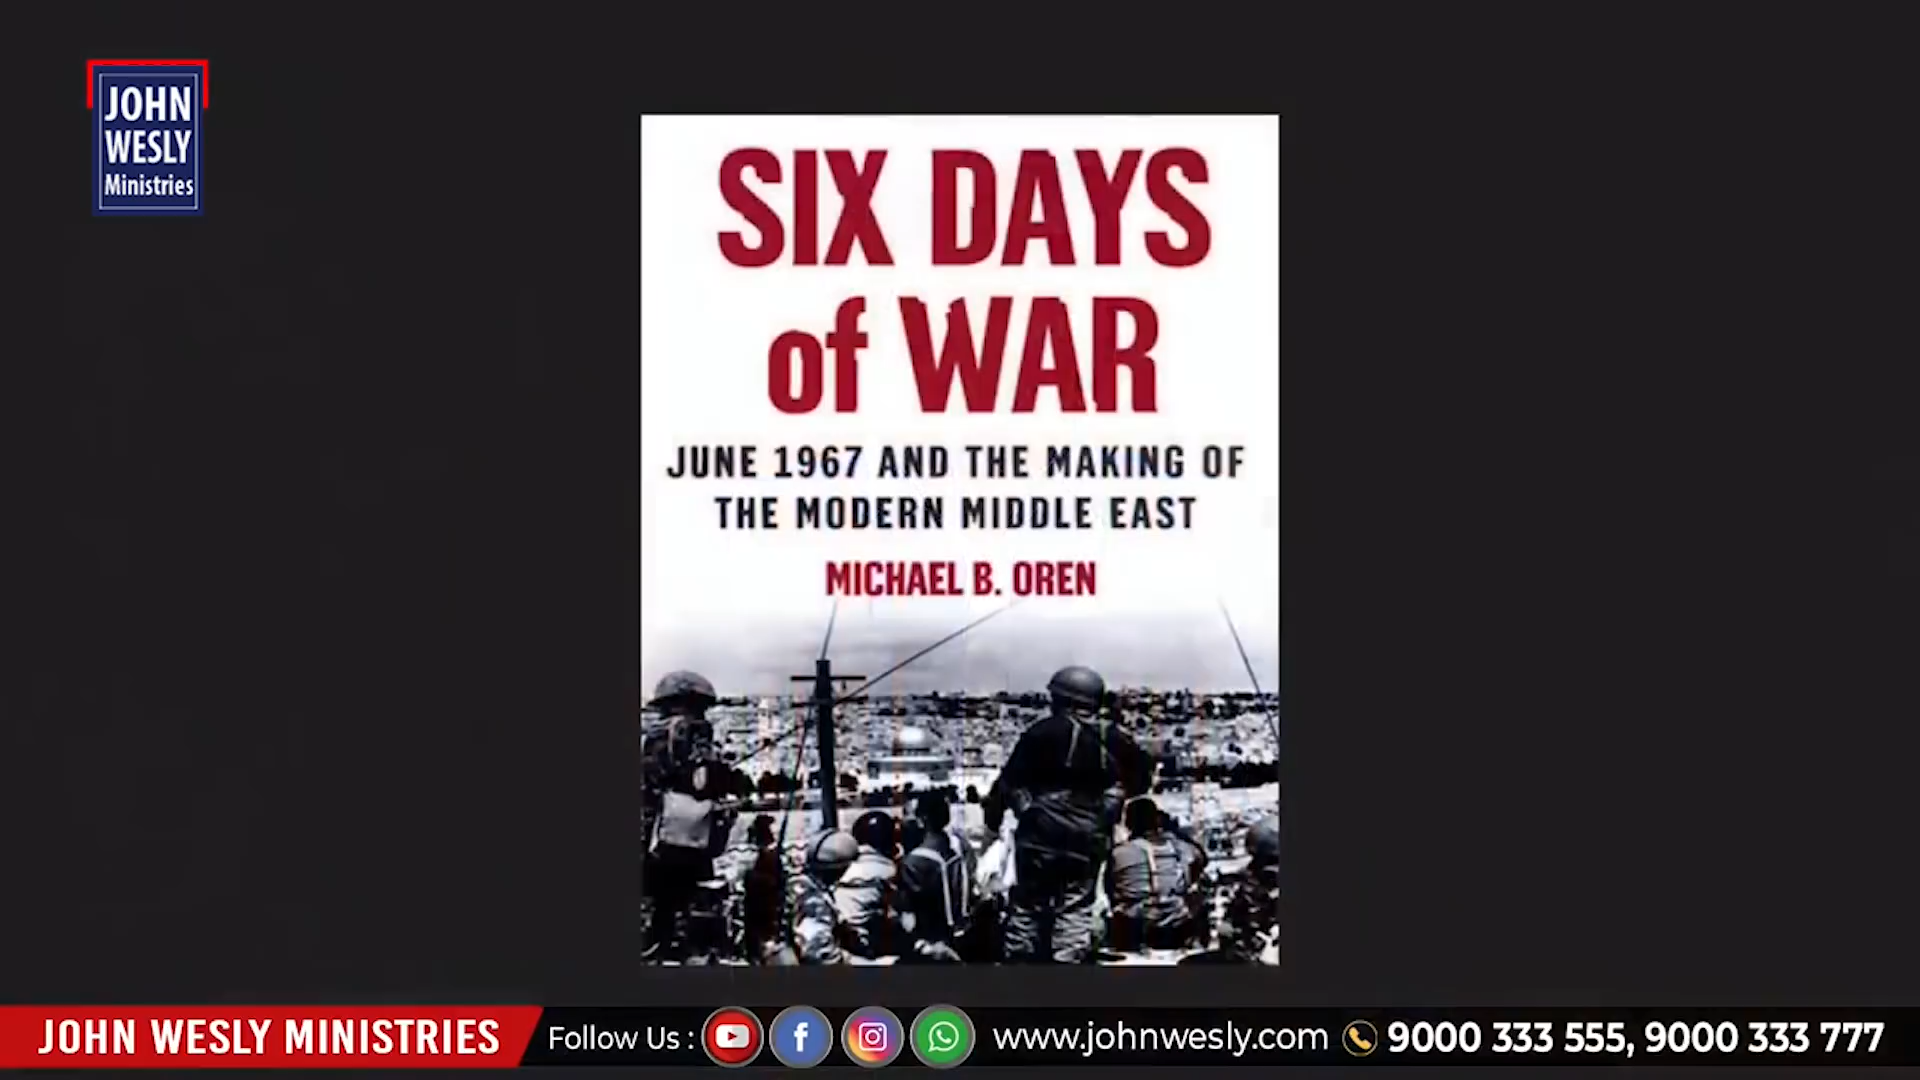 JOHN
WESLY
Ministries
SIX DAYS
of WAR
JUNE 1967 AND THE MAKING OF
THE MODERN MIDDLE EAST
MICHAEL B. OREN
JOHN WESLY MINISTRIES Follow Us : www.johnwesly.com 9000 333 555, 9000 333 777